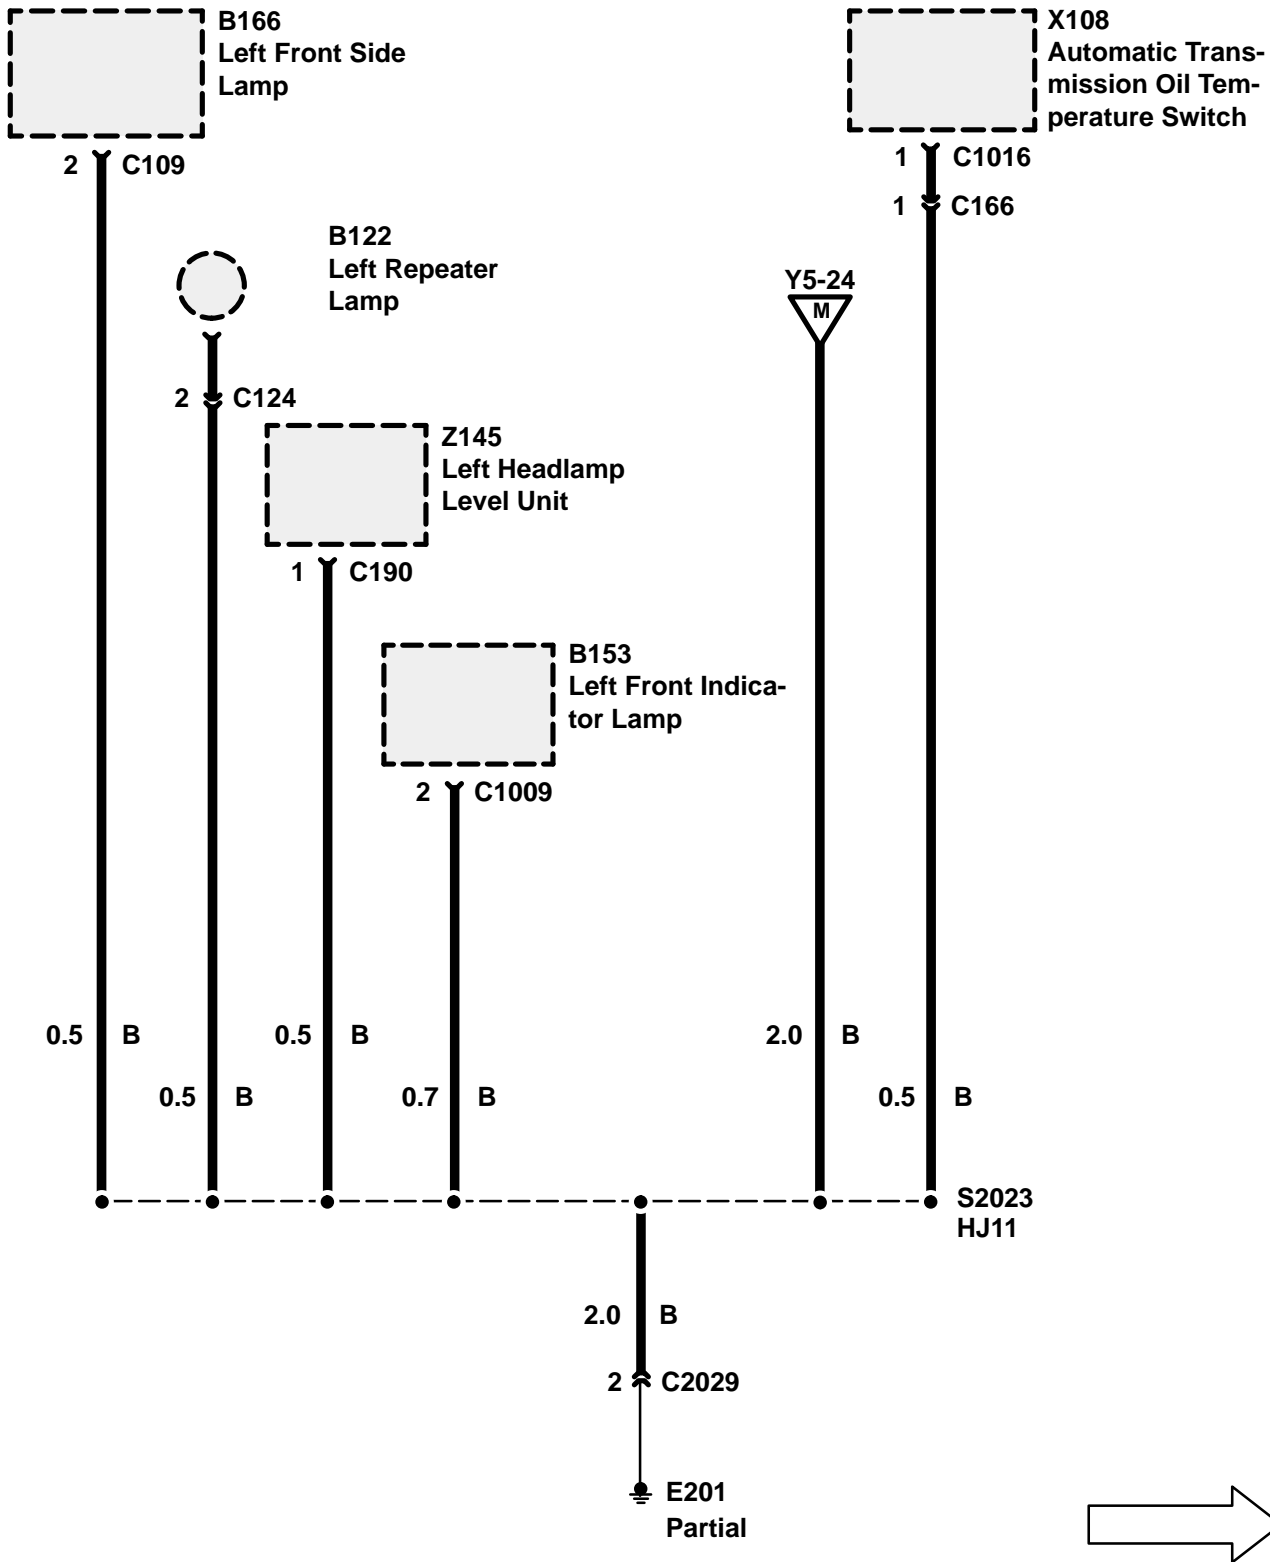 B166
Left Front Side
Lamp
2 C109
X108
Automatic Trans-
mission Oil Tem-
perature Switch
1 C1016
1 C166
B122
Left Repeater
Lamp
Y5-24
M
2 C124
Z145
Left Headlamp
Level Unit
1 C190
B153
Left Front Indica-
tor Lamp
2 C1009
0.5 B
0.5 B
2.0 B
0.5 B
0.7 B
0.5 B
S2023
HJ11
2.0 B
2 C2029
E201
Partial